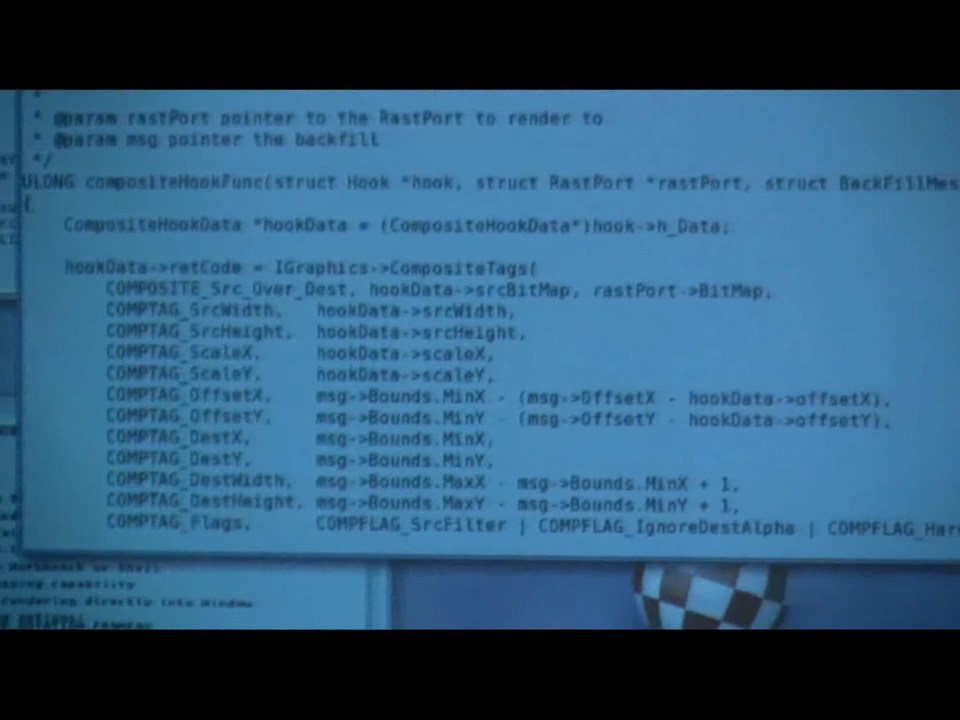 * @param rastPort pointer to the RastPort to render to
* @param msg pointer the backfill
*/
ULONG compositeHookFunc(struct Hook *hook, struct RastPort *rastPort, struct BackFillMes
{
CompositeHookData *hookData = (CompositeHookData*)hook->h_Data;
hookData->retCode = IGraphics->CompositeTags(
COMPOSITE_Src_Over_Dest, hookData->srcBitMap, rastPort->BitMap,
COMPTAG_SrcWidth, hookData->srcWidth,
COMPTAG_SrcHeight, hookData->srcHeight,
COMPTAG_ScaleX, hookData->scaleX,
COMPTAG_ScaleY, hookData->scaleY,
COMPTAG_OffsetX, msg->Bounds.MinX - (msg->OffsetX - hookData->offsetX),
COMPTAG_OffsetY, msg->Bounds.MinY - (msg->OffsetY - hookData->offsetY),
COMPTAG_DestX, msg->Bounds.MinX,
COMPTAG_DestY, msg->Bounds.MinY,
COMPTAG_DestWidth, msg->Bounds.MaxX - msg->Bounds.MinX + 1,
COMPTAG_DestHeight, msg->Bounds.MaxY - msg->Bounds.MinY + 1,
COMPTAG_Flags, COMPFLAG_SrcFilter | COMPFLAG_IgnoreDestAlpha | COMPFLAG_Har
Workbench or Shell
capability
rendering directly into Window